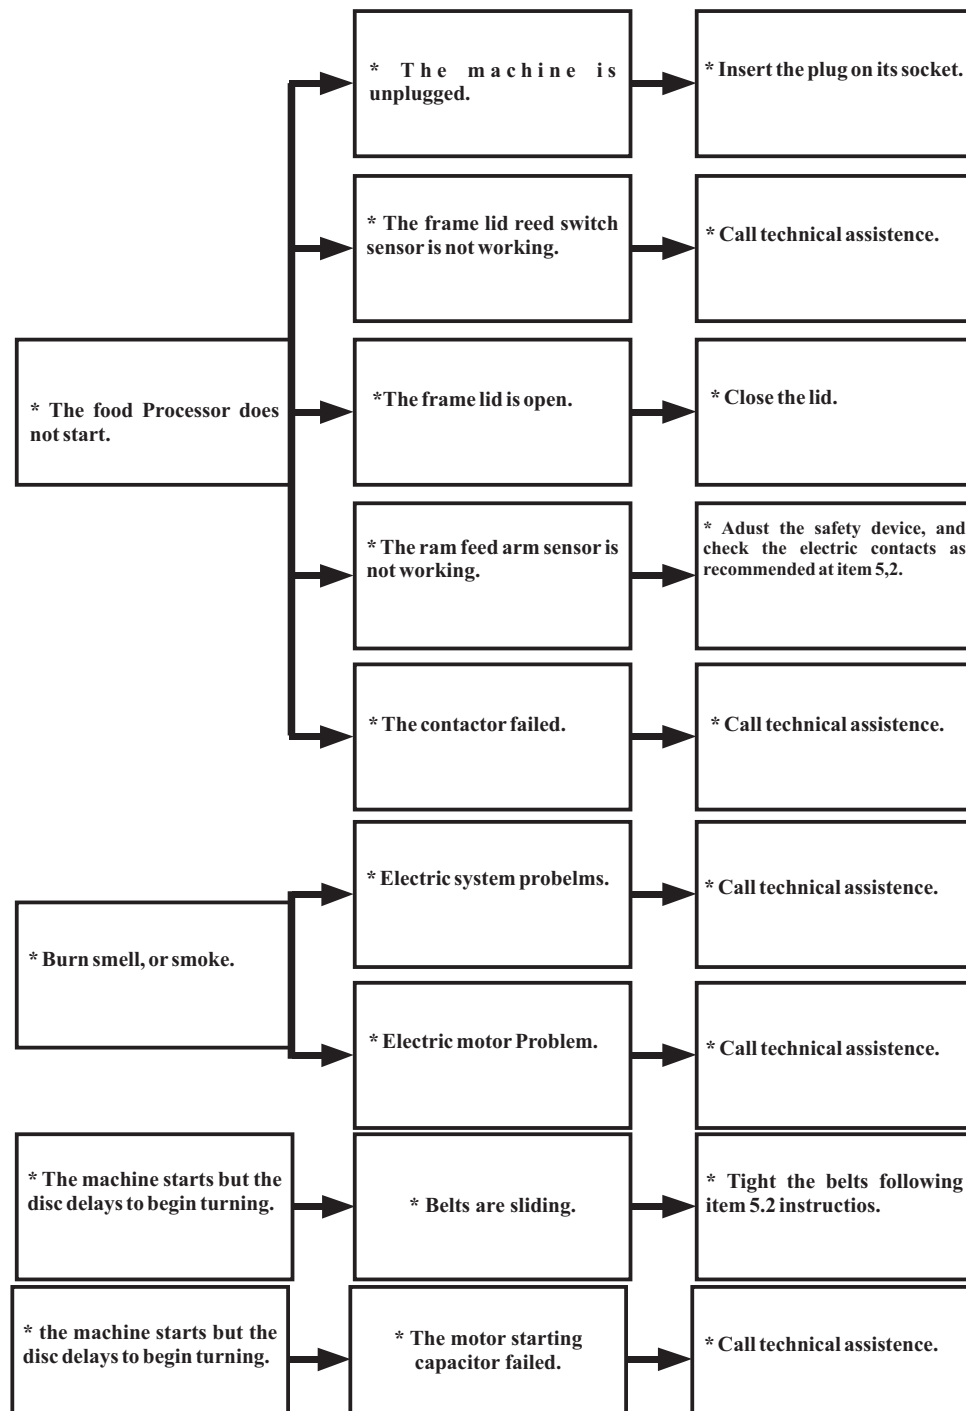 * The machine is
unplugged.
* Insert the plug on its socket.
* The frame lid reed switch
sensor is not working.
* Call technical assistence.
* The food Processor does
not start.
*The frame lid is open.
* Close the lid.
* The ram feed arm sensor is
not working.
* Adust the safety device, and
check the electric contacts as
recommended at item 5,2.
* The contactor failed.
* Call technical assistence.
* Burn smell, or smoke.
* Electric system probelms.
* Call technical assistence.
* Electric motor Problem.
* Call technical assistence.
* The machine starts but the
disc delays to begin turning.
* Belts are sliding.
* Tight the belts following
item 5.2 instructios.
* the machine starts but the
disc delays to begin turning.
* The motor starting
capacitor failed.
* Call technical assistence.